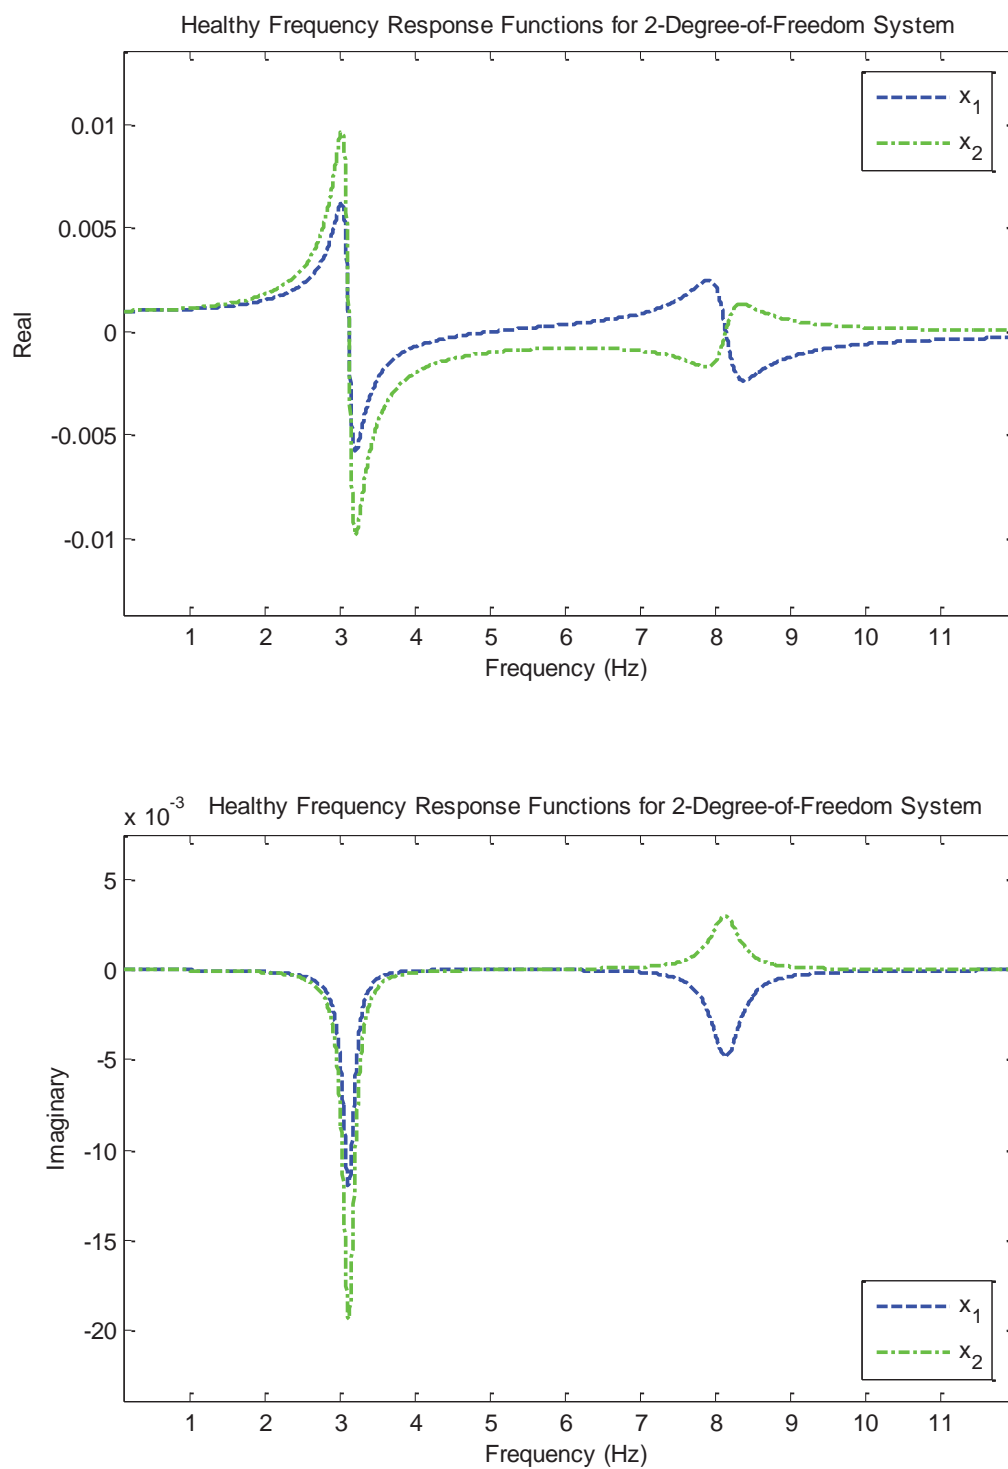 Healthy Frequency Response Functions for 2-Degree-of-Freedom System
x1
x2
0.01
0.005
0
-0.005
-0.01
Real
1 2 3 4 5 6 7 8 9 10 11
Frequency (Hz)
x 10-3
Healthy Frequency Response Functions for 2-Degree-of-Freedom System
5
0
-5
-10
-15
-20
Imaginary
x1
x2
1 2 3 4 5 6 7 8 9 10 11
Frequency (Hz)